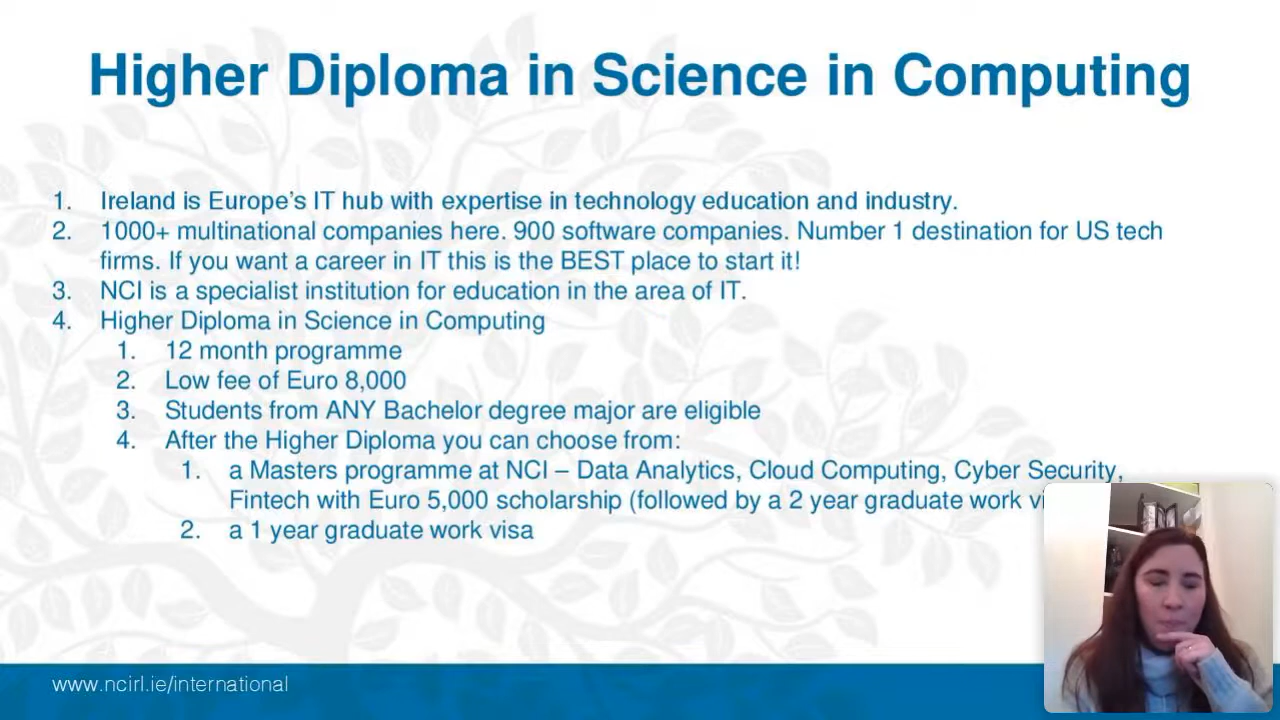 Higher Diploma in Science in Computing
1. Ireland is Europe's IT hub with expertise in technology education and industry.
2. 1000+ multinational companies here. 900 software companies. Number 1 destination for US tech
firms. If you want a career in IT this is the BEST place to start it!
3. NCI is a specialist institution for education in the area of IT.
4. Higher Diploma in Science in Computing
1. 12 month programme
2. Low fee of Euro 8,000
3. Students from ANY Bachelor degree major are eligible
4. After the Higher Diploma you can choose from:
1. a Masters programme at NCI – Data Analytics, Cloud Computing, Cyber Security,
Fintech with Euro 5,000 scholarship (followed by a 2 year graduate work
2. a 1 year graduate work visa
www.ncirl.ie/international